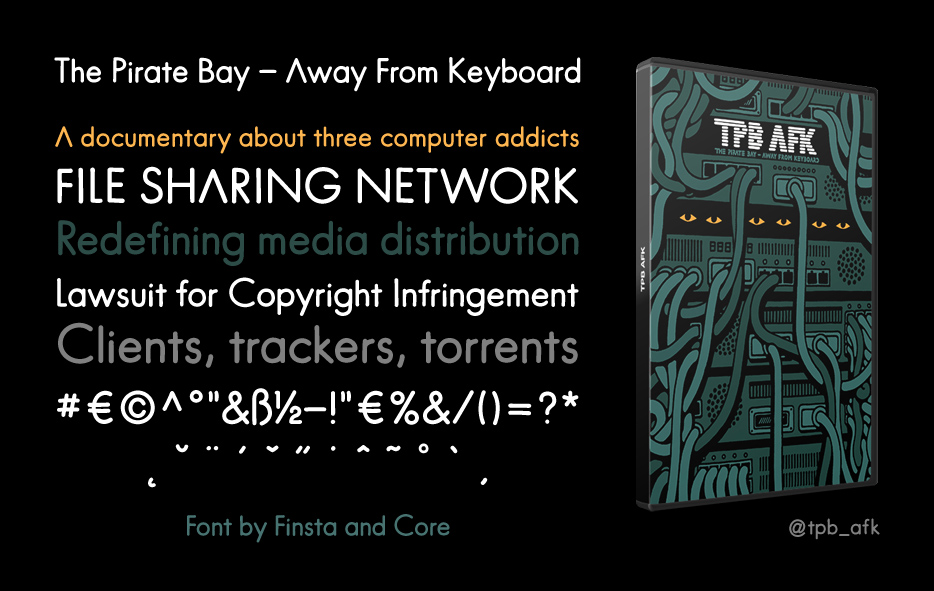 The Pirate Bay – Away From Keyboard
A documentary about three computer addicts
FILE SHARING NETWORK
Redefining media distribution
Lawsuit for Copyright Infringement
Clients, trackers, torrents
#€©^°"&ß½–!"€%&/()=?*
˘ ¨ ´ ˇ ˝ ˙ ˆ ˜ ˚ `
˛ ¸
Font by Finsta and Core
TPB AFK
THE PIRATE BAY – AWAY FROM KEYBOARD
TPB AFK
@tpb_afk